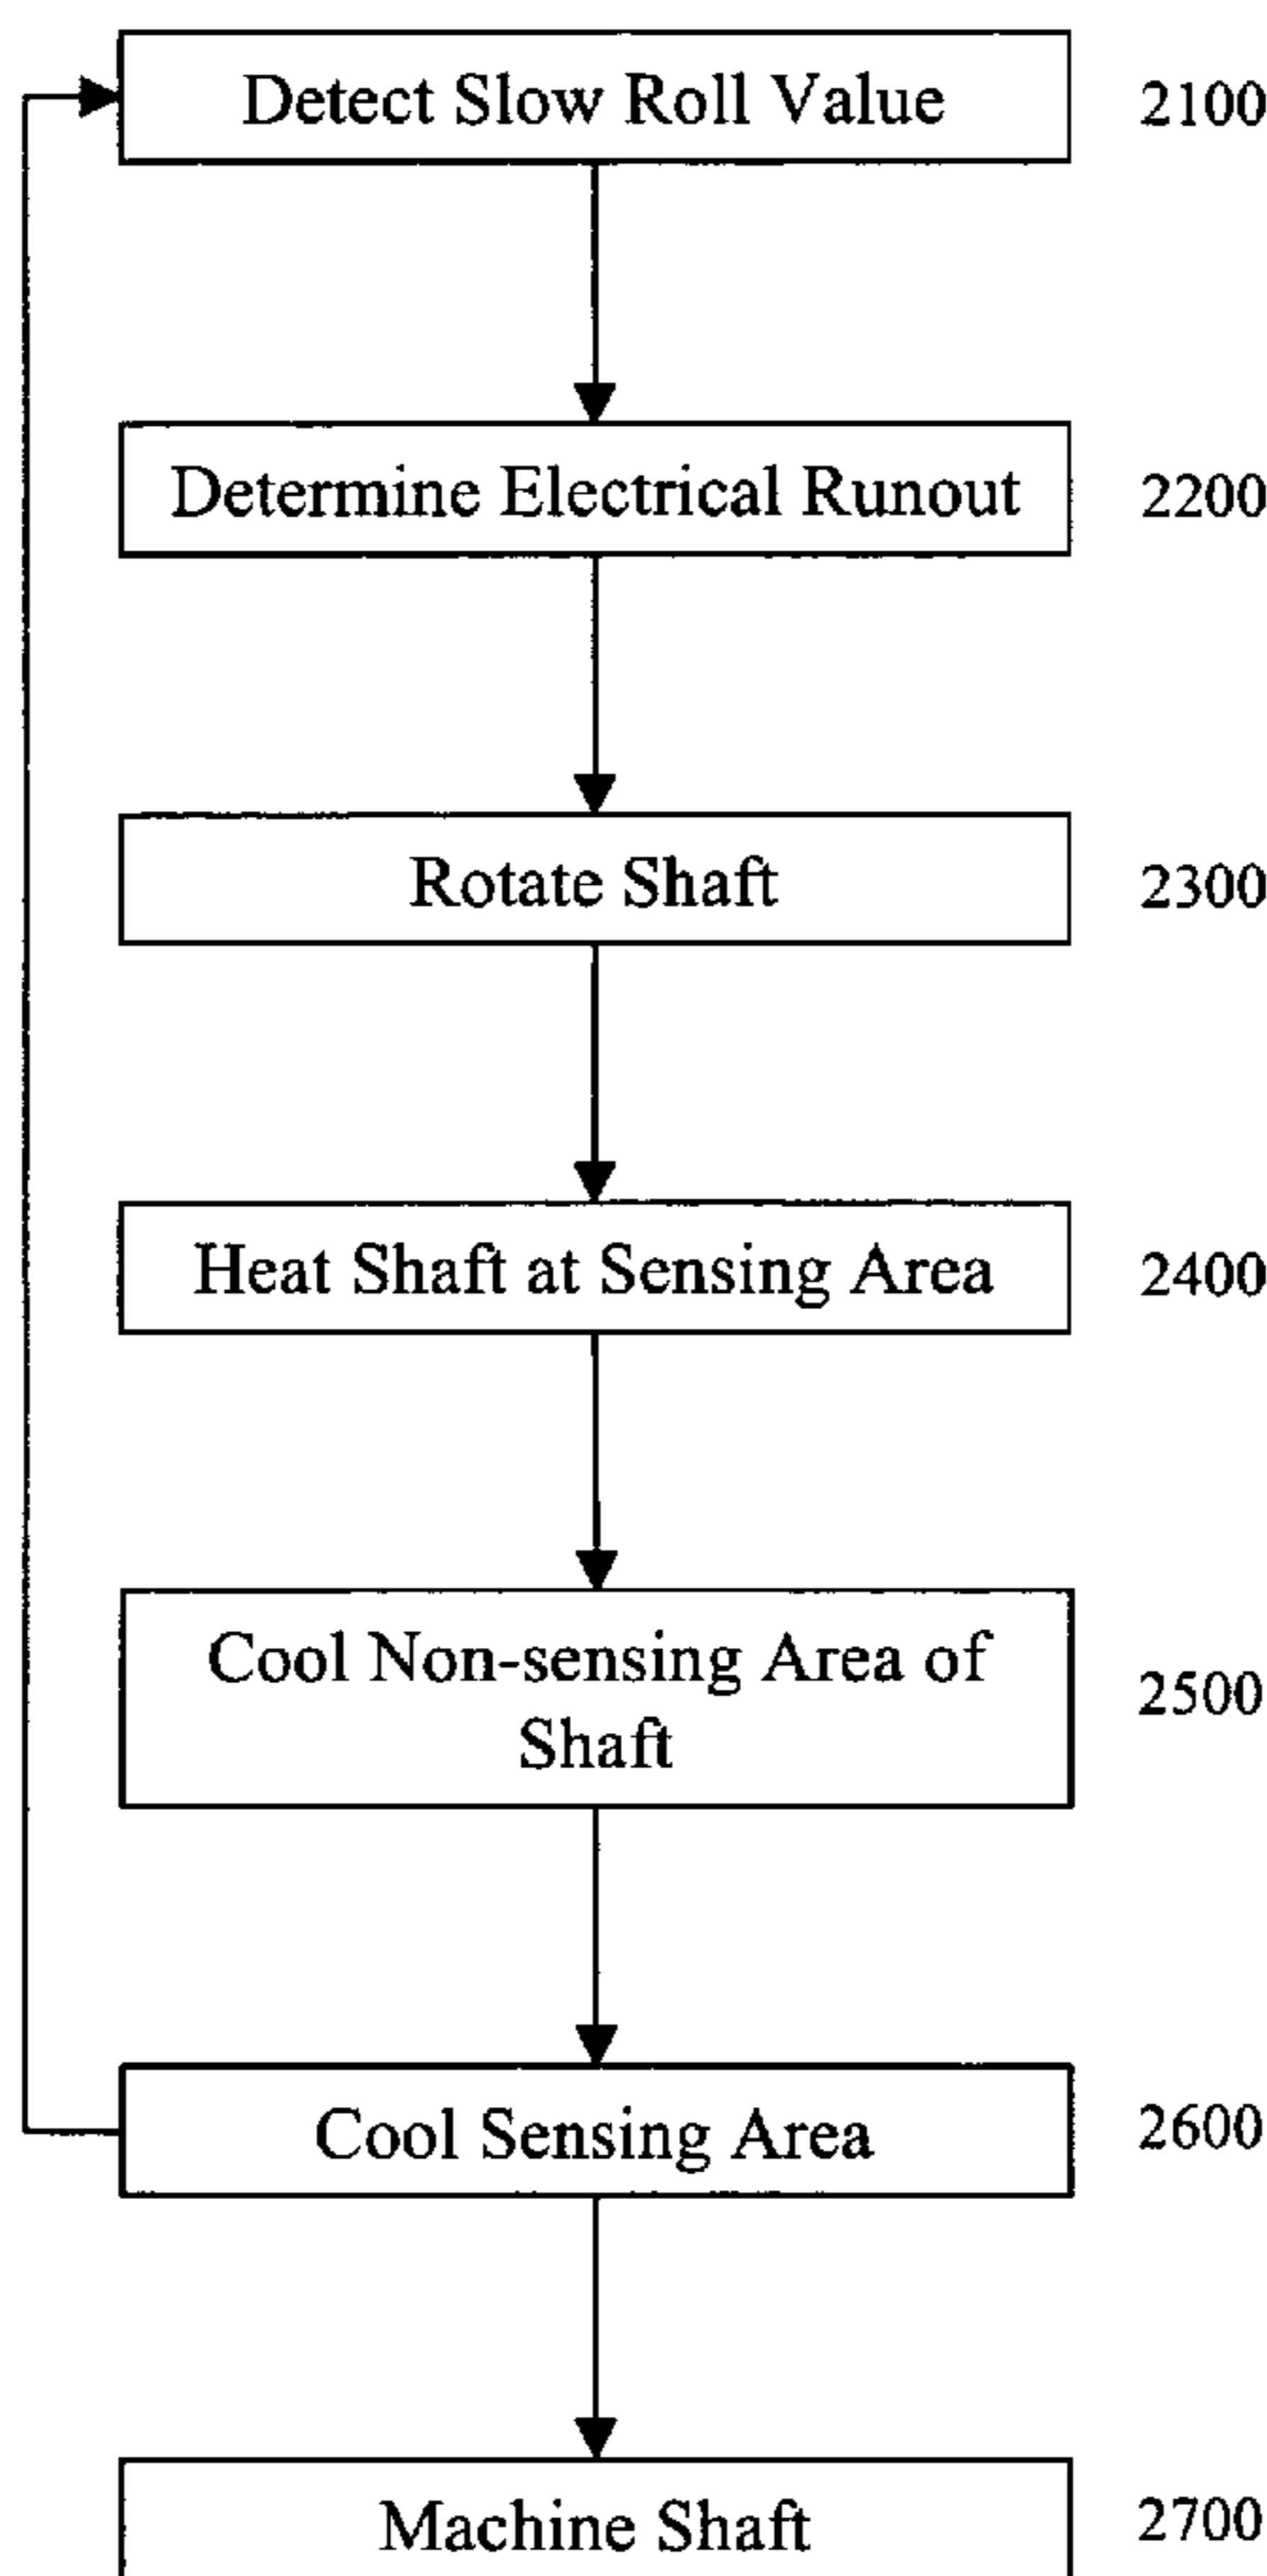 Detect Slow Roll Value 2100
Determine Electrical Runout 2200
Rotate Shaft 2300
Heat Shaft at Sensing Area 2400
Cool Non-sensing Area of
Shaft
2500
Cool Sensing Area 2600
Machine Shaft 2700